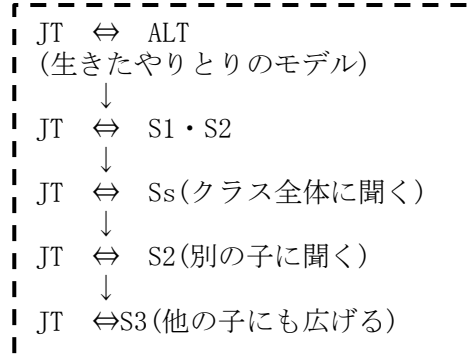 JT ⇔ ALT
(生きたやりとりのモデル)
↓
JT ⇔ S1・S2
↓
JT ⇔ Ss(クラス全体に聞く)
↓
JT ⇔ S2(別の子に聞く)
↓
JT ⇔S3(他の子にも広げる)